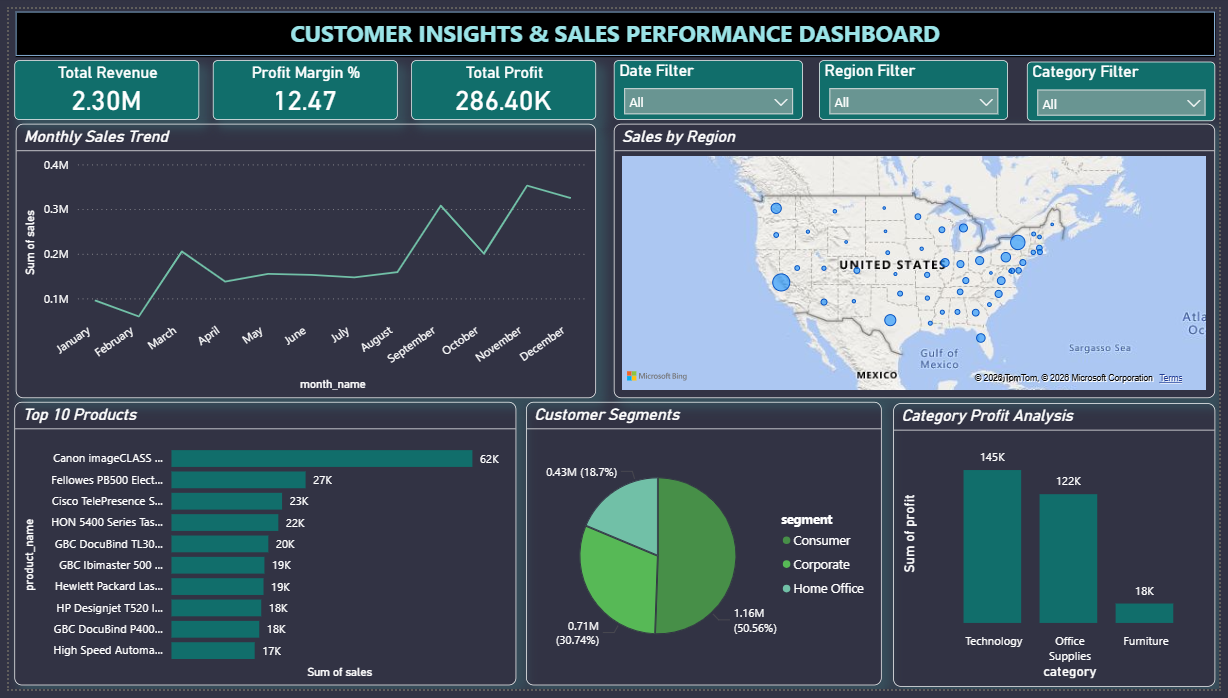 CUSTOMER INSIGHTS & SALES PERFORMANCE DASHBOARD
Total Revenue
2.30M
Profit Margin %
12.47
Total Profit
286.40K
Date Filter
All
Region Filter
All
Category Filter
All
Monthly Sales Trend
0.4M
0.3M
0.2M
0.1M
Sum of sales
January
February
March
April
May
June
July
August
September
October
November
December
month_name
Sales by Region
UNITED STATES
MEXICO
Gulf of
Mexico
Sargasso Sea
Atla
Oc
Microsoft Bing
© 2026 TomTom, © 2026 Microsoft Corporation Terms
Top 10 Products
product_name
Canon imageCLASS ... 62K
Fellowes PB500 Elect... 27K
Cisco TelePresence S... 23K
HON 5400 Series Tas... 22K
GBC DocuBind TL30... 20K
GBC Ibimaster 500 ... 19K
Hewlett Packard Las... 19K
HP Designjet T520 I... 18K
GBC DocuBind P400... 18K
High Speed Automa... 17K
Sum of sales
Customer Segments
0.43M (18.7%)
0.71M
(30.74%)
1.16M
(50.56%)
segment
Consumer
Corporate
Home Office
Category Profit Analysis
Sum of profit
145K
122K
18K
Technology
Office
Supplies
Furniture
category